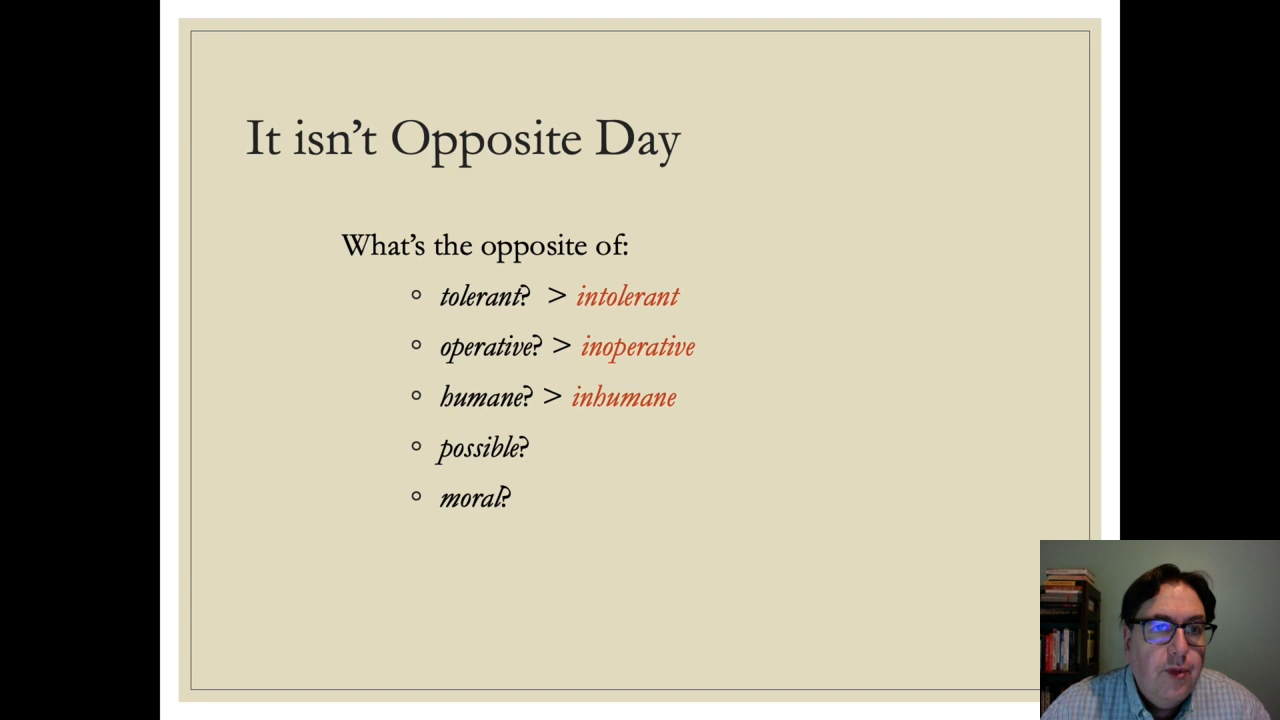 It isn’t Opposite Day
What’s the opposite of:
tolerant? > intolerant
operative? > inoperative
humane? > inhumane
possible?
moral?